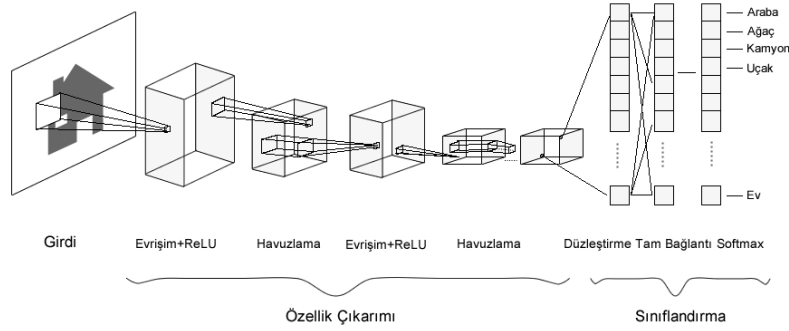 Araba
Ağaç
Kamyon
Uçak
Ev
Girdi
Evrişim+ReLU
Havuzlama
Evrişim+ReLU
Havuzlama
Düzleştirme Tam Bağlantı Softmax
Özellik Çıkarımı
Sınıflandırma